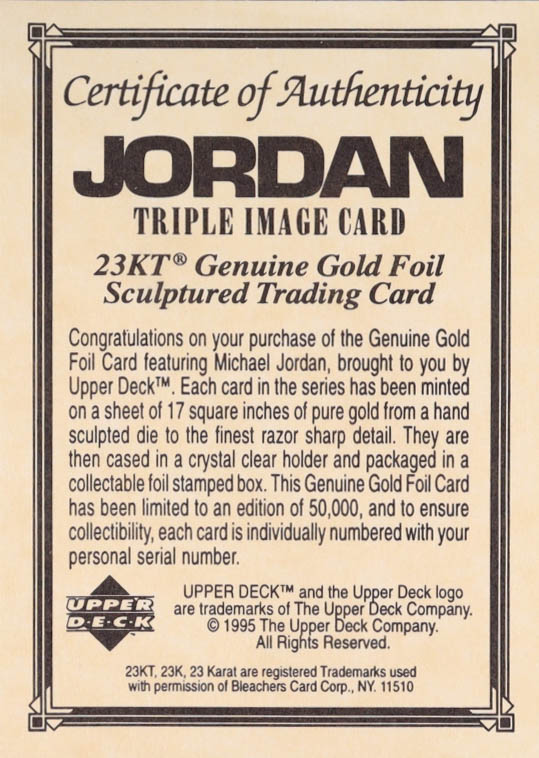 Certificate of Authenticity
JORDAN
TRIPLE IMAGE CARD
23KT® Genuine Gold Foil
Sculptured Trading Card
Congratulations on your purchase of the Genuine Gold
Foil Card featuring Michael Jordan, brought to you by
Upper Deck™. Each card in the series has been minted
on a sheet of 17 square inches of pure gold from a hand
sculpted die to the finest razor sharp detail. They are
then cased in a crystal clear holder and packaged in a
collectable foil stamped box. This Genuine Gold Foil Card
has been limited to an edition of 50,000, and to ensure
collectibility, each card is individually numbered with your
personal serial number.
UPPER
D·E·C·K
UPPER DECK™ and the Upper Deck logo
are trademarks of The Upper Deck Company.
© 1995 The Upper Deck Company.
All Rights Reserved.
23KT, 23K, 23 Karat are registered Trademarks used
with permission of Bleachers Card Corp., NY. 11510